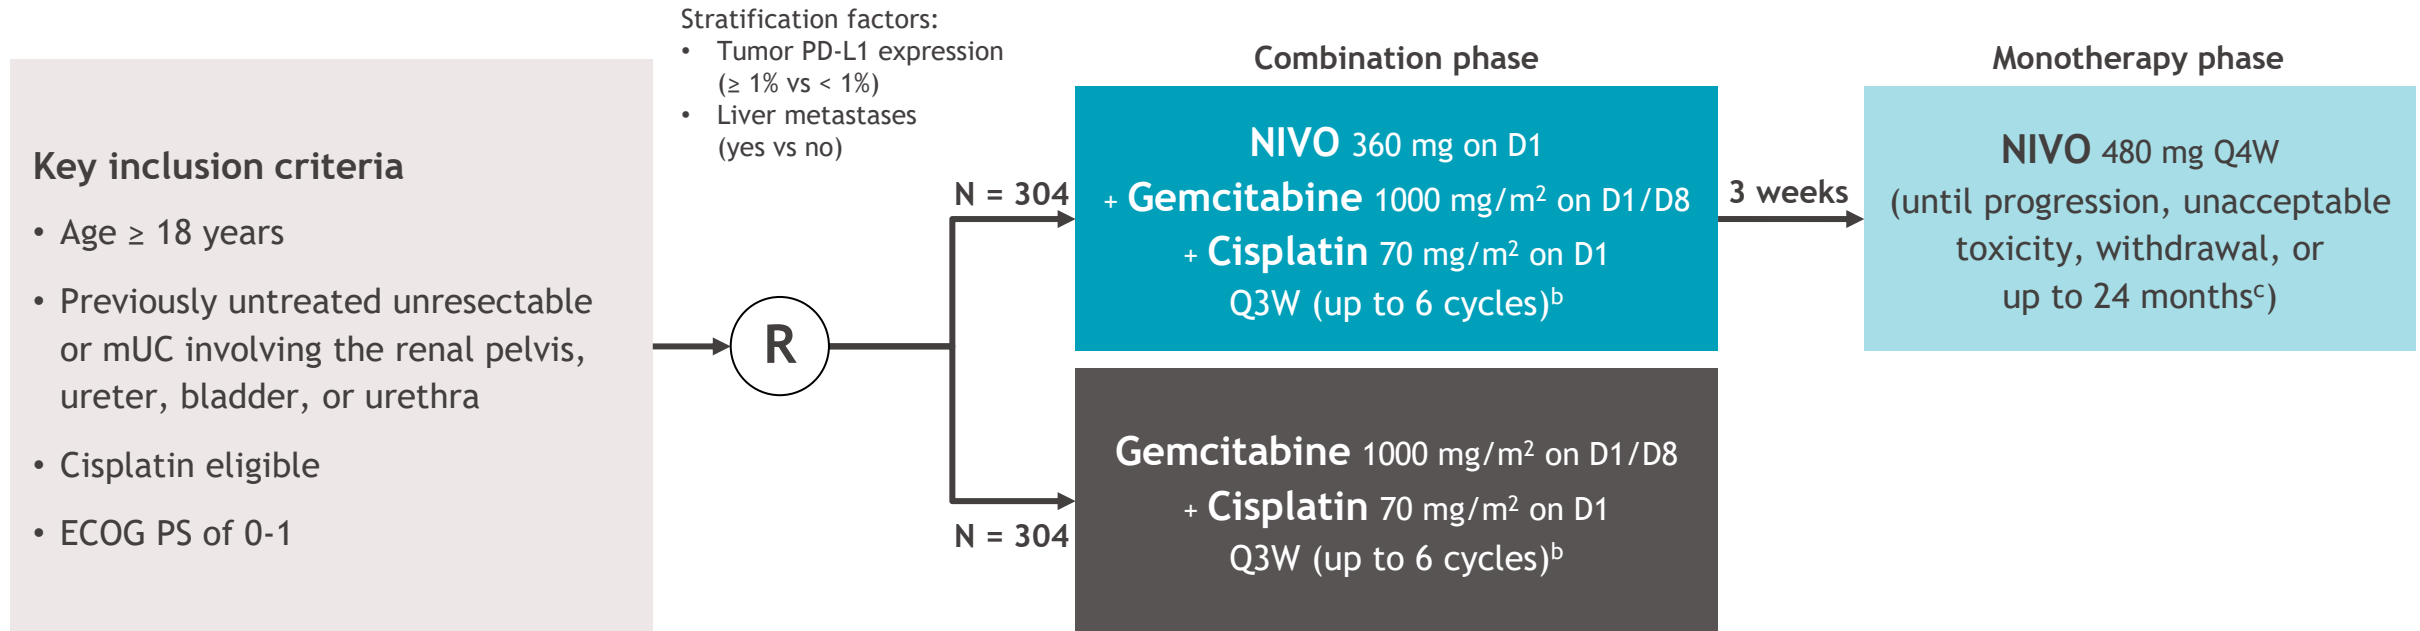 Stratification factors:
• Tumor PD-L1 expression
(≥ 1% vs < 1%)
• Liver metastases
(yes vs no)
Key inclusion criteria
• Age ≥ 18 years
• Previously untreated unresectable
or mUC involving the renal pelvis,
ureter, bladder, or urethra
• Cisplatin eligible
• ECOG PS of 0-1
R
N = 304
N = 304
Combination phase
NIVO 360 mg on D1
+ Gemcitabine 1000 mg/m² on D1/D8
+ Cisplatin 70 mg/m² on D1
Q3W (up to 6 cycles)ᵇ
Gemcitabine 1000 mg/m² on D1/D8
+ Cisplatin 70 mg/m² on D1
Q3W (up to 6 cycles)ᵇ
3 weeks
Monotherapy phase
NIVO 480 mg Q4W
(until progression, unacceptable
toxicity, withdrawal, or
up to 24 monthsᶜ)